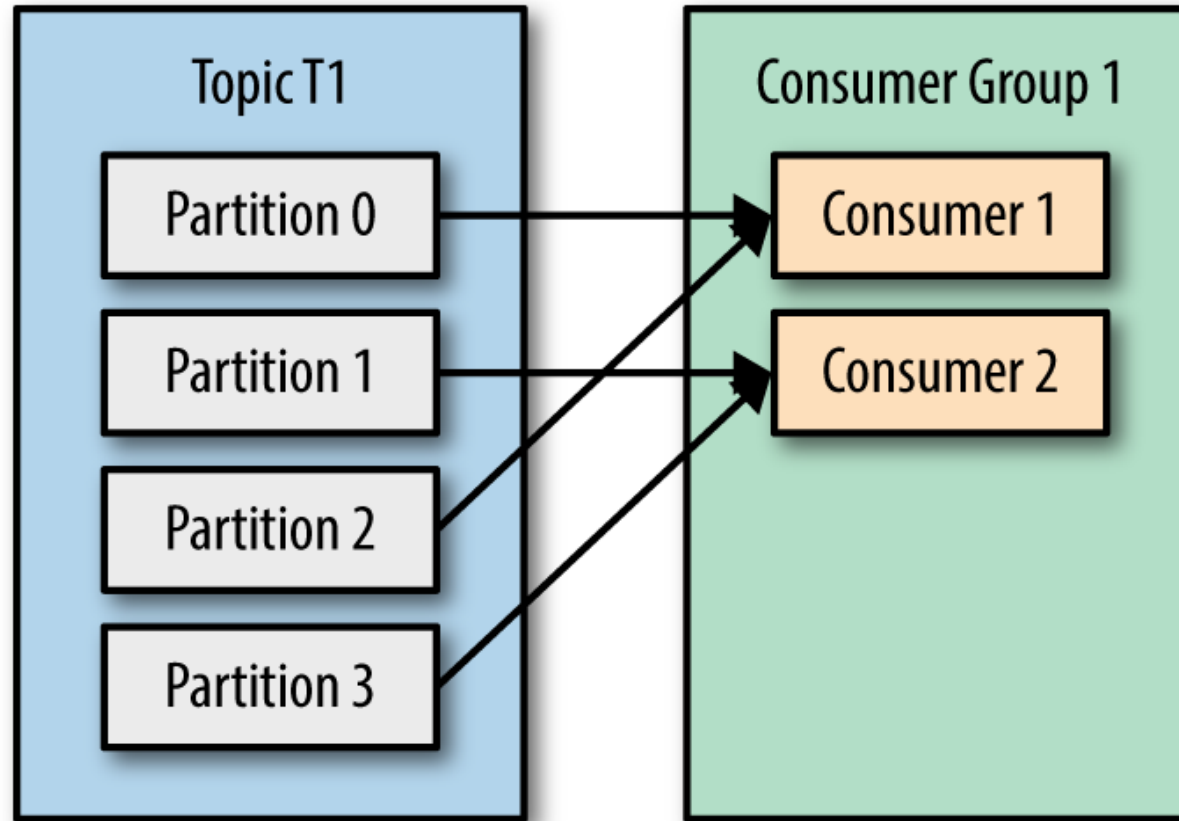 Topic T1
Partition 0
Partition 1
Partition 2
Partition 3
Consumer Group 1
Consumer 1
Consumer 2